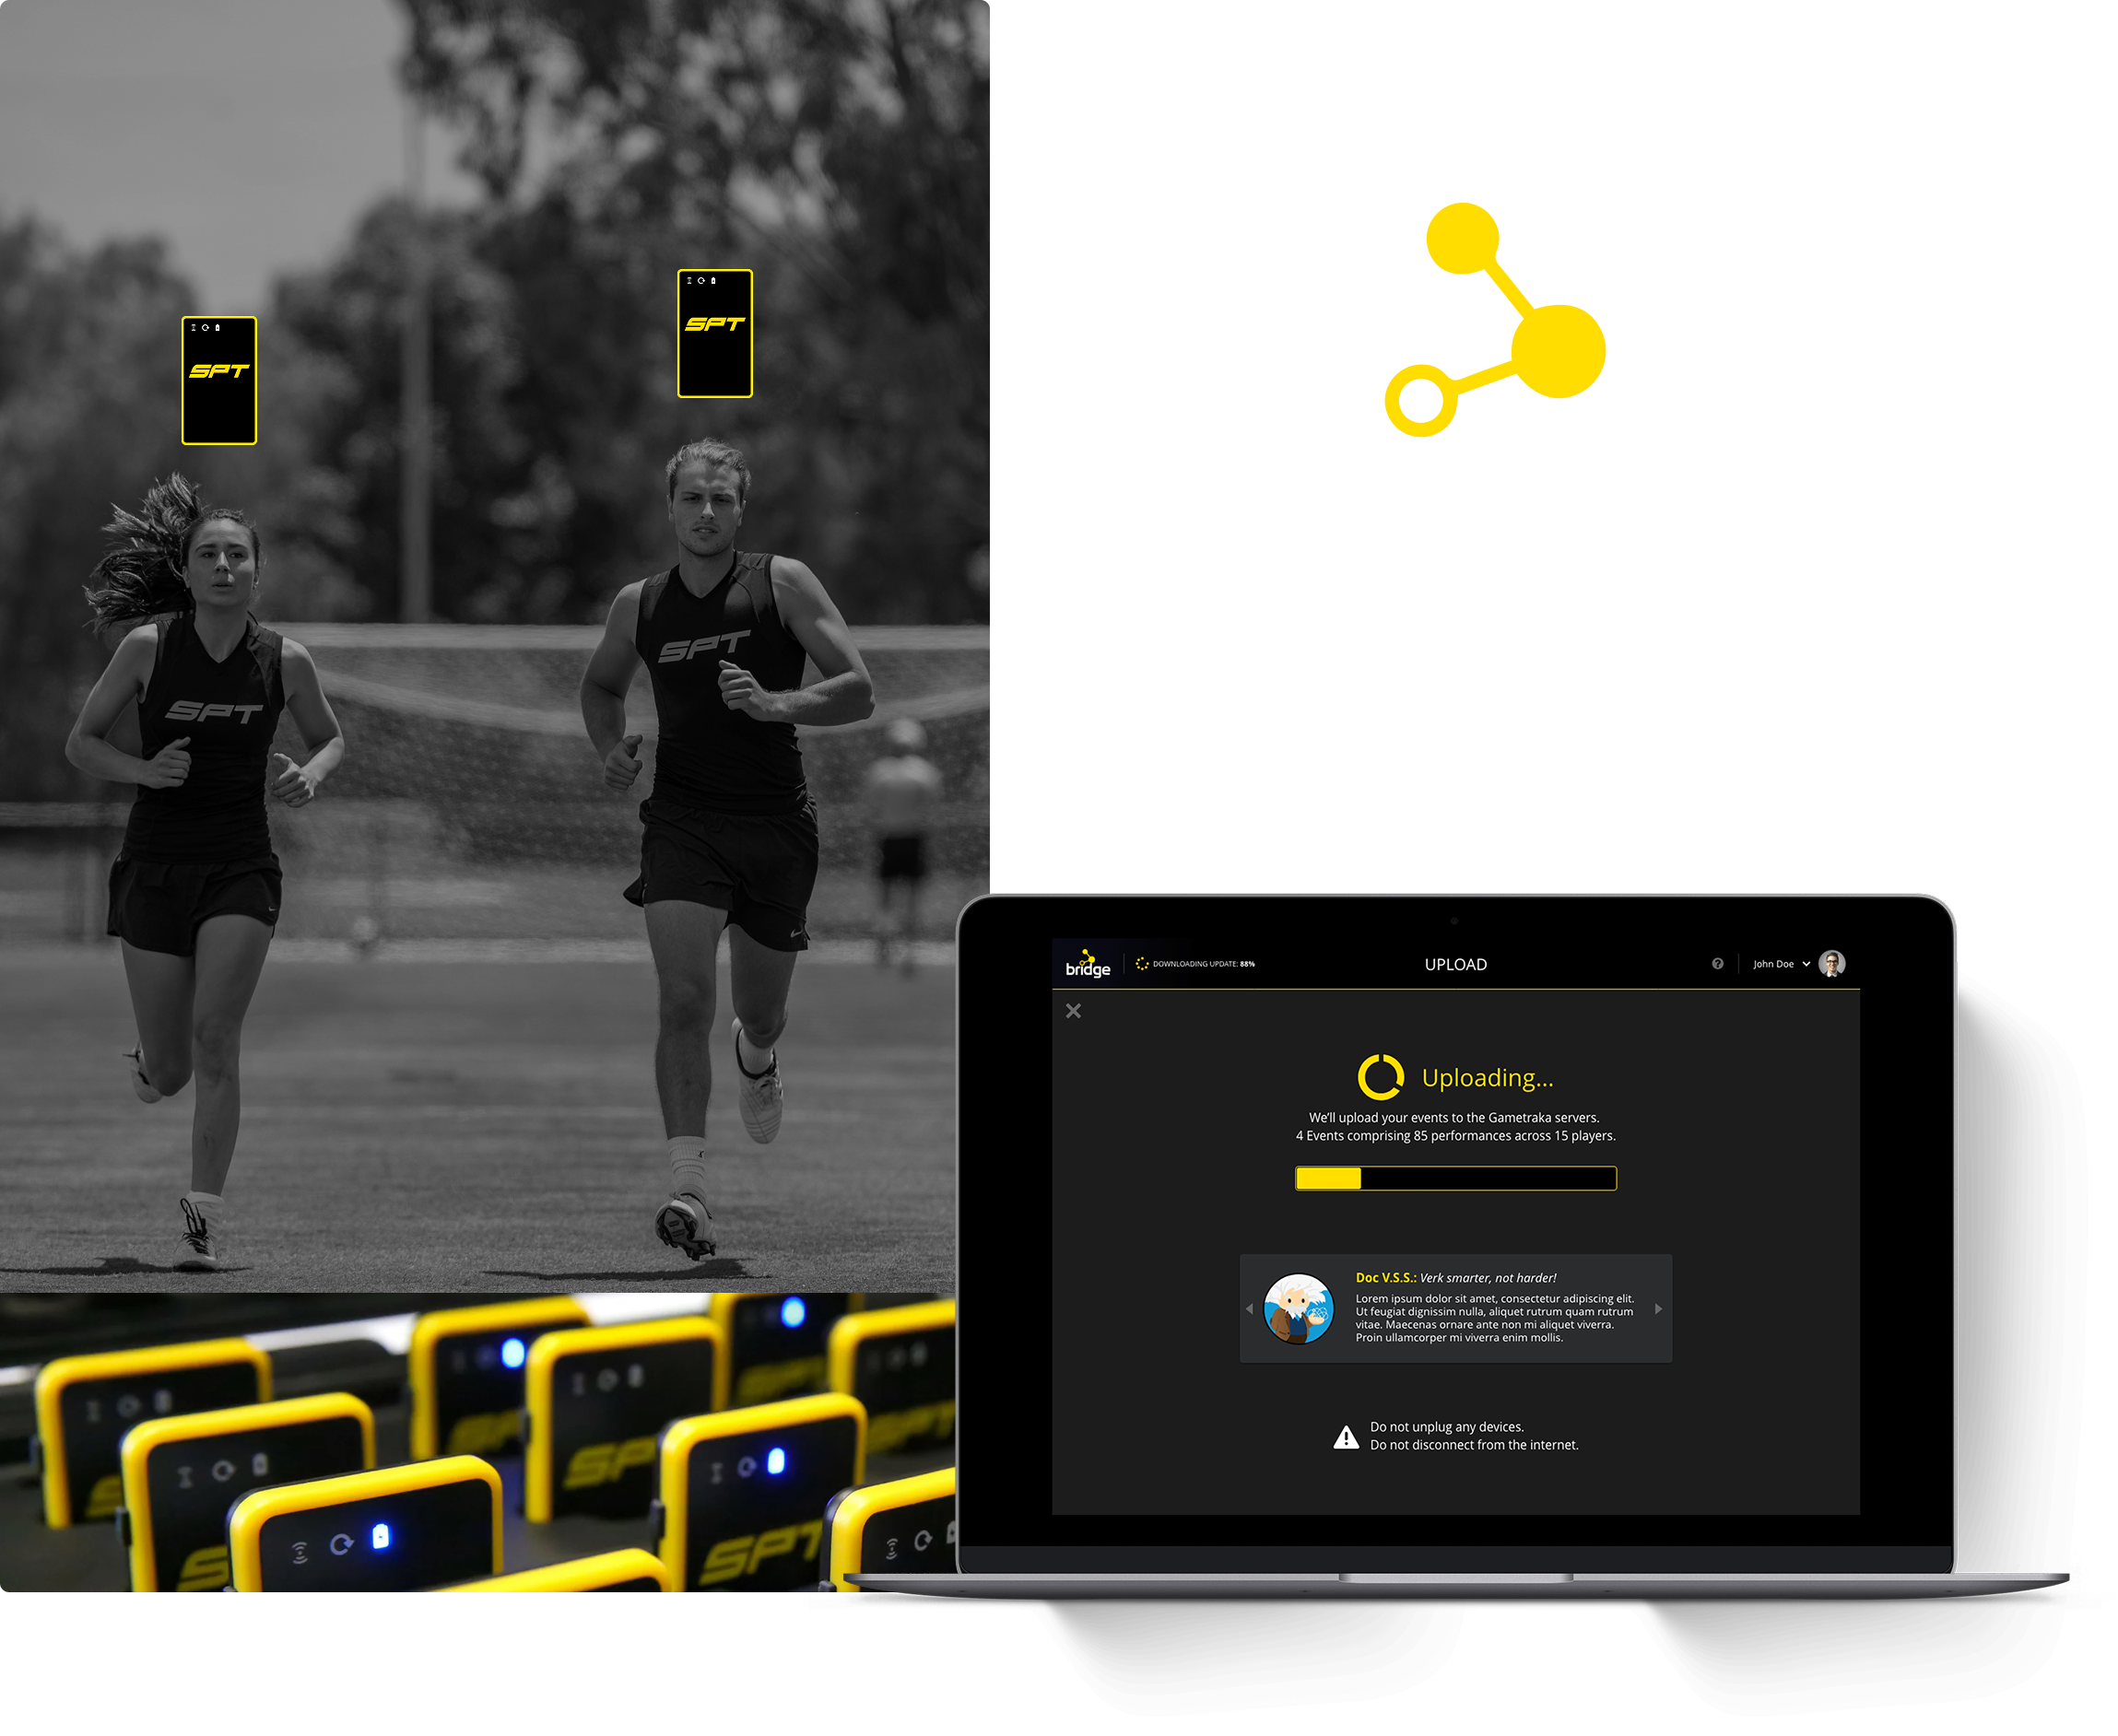 SPT
SPT
SPT
SPT
bridge
DOWNLOADING UPDATE: 88%
UPLOAD
John Doe
Uploading...
We'll upload your events to the Gametraka servers.
4 Events comprising 85 performances across 15 players.
Doc V.S.S.: Verk smarter, not harder!
Lorem ipsum dolor sit amet, consectetur adipiscing elit.
Ut feugiat dignissim nulla, aliquet rutrum quam rutrum
vitae. Maecenas ornare ante non mi aliquet viverra.
Proin ullamcorper mi viverra enim mollis.
Do not unplug any devices.
Do not disconnect from the internet.
SPT